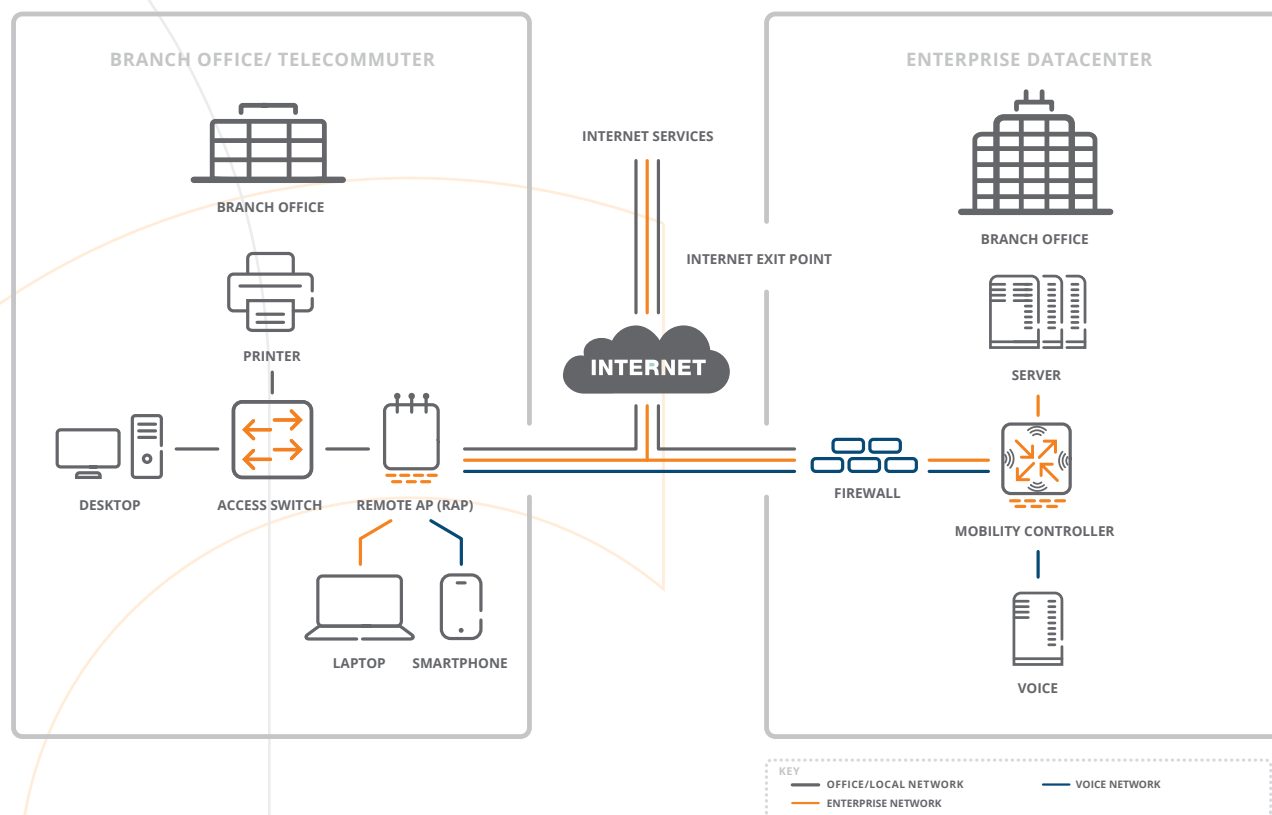 BRANCH OFFICE/ TELECOMMUTER
BRANCH OFFICE
PRINTER
DESKTOP
ACCESS SWITCH
REMOTE AP (RAP)
LAPTOP
SMARTPHONE
INTERNET SERVICES
INTERNET EXIT POINT
INTERNET
ENTERPRISE DATACENTER
BRANCH OFFICE
SERVER
FIREWALL
MOBILITY CONTROLLER
VOICE
KEY
OFFICE/LOCAL NETWORK
VOICE NETWORK
ENTERPRISE NETWORK